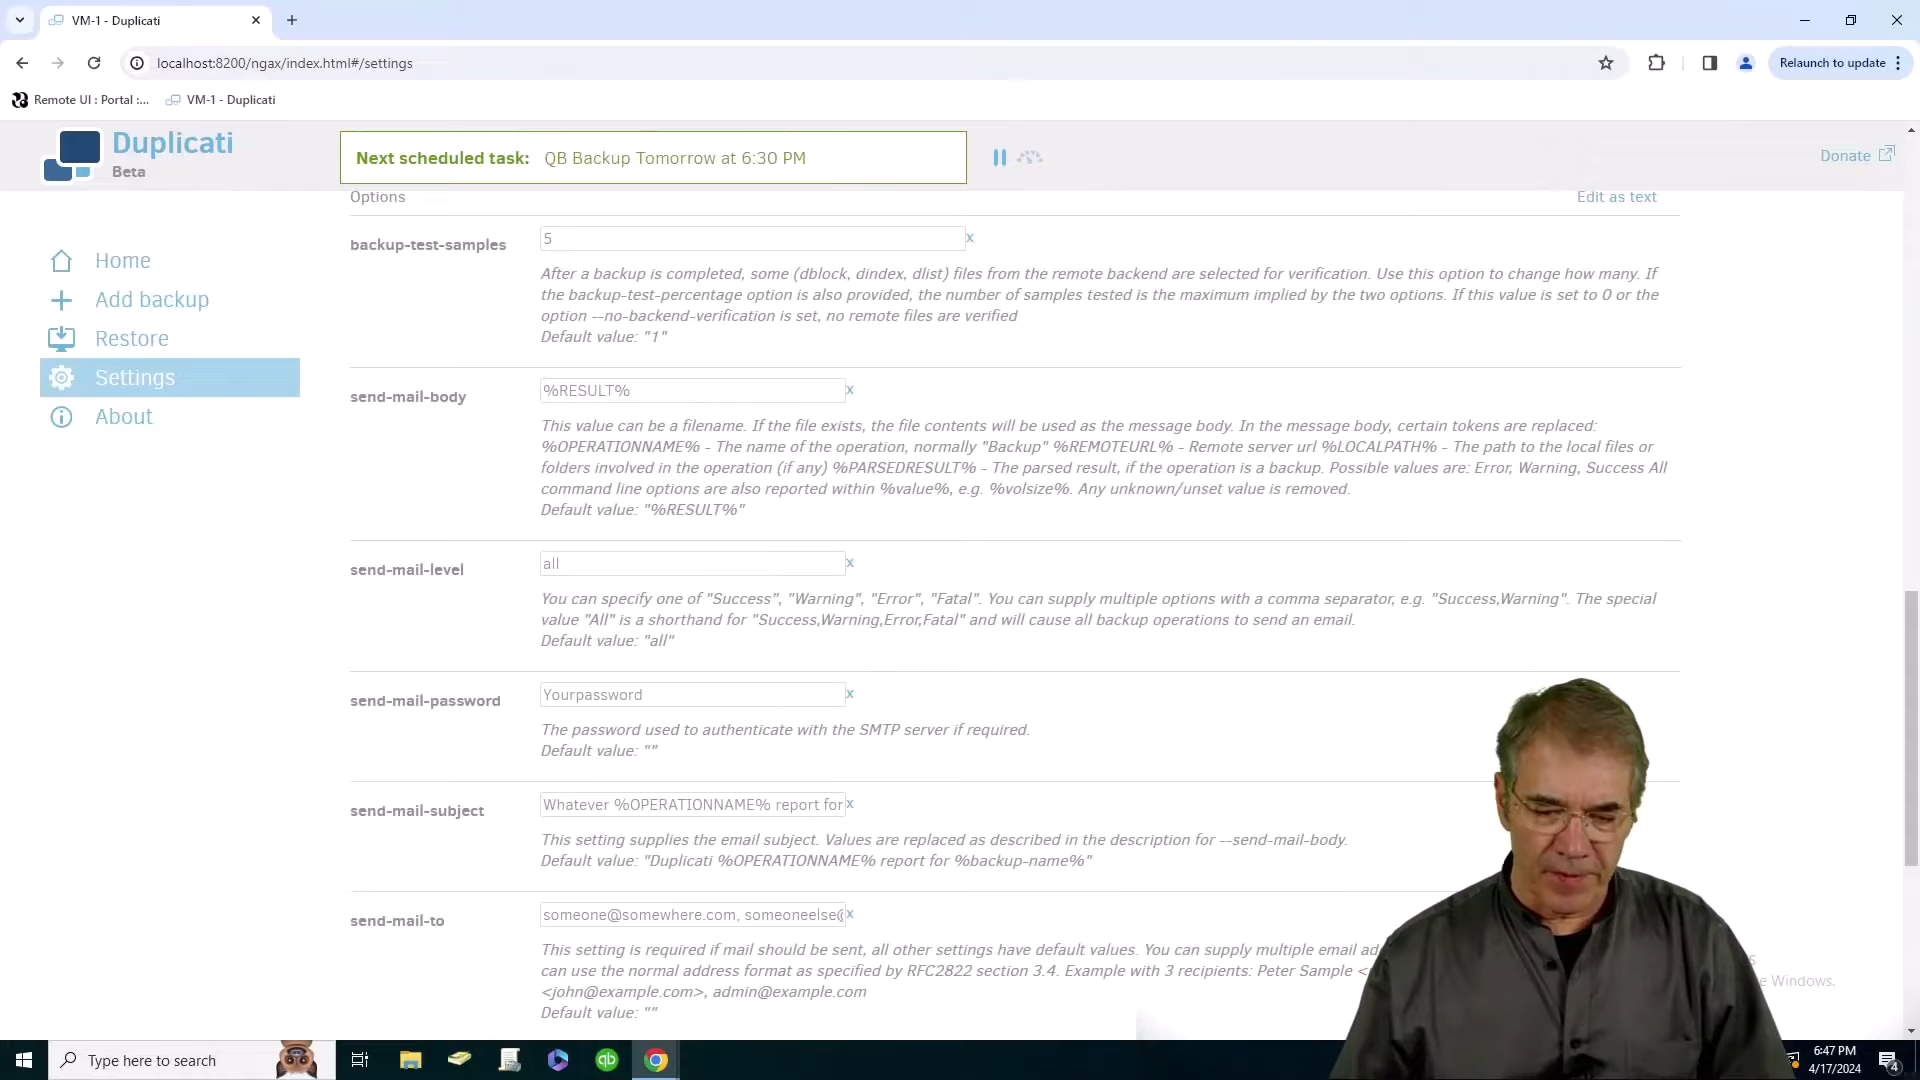 VM-1 - Duplicati
localhost:8200/ngax/index.html#/settings
Relaunch to update
Remote UI : Portal :...
VM-1 - Duplicati
Duplicati
Beta
Next scheduled task: QB Backup Tomorrow at 6:30 PM
Donate
Home
Add backup
Restore
Settings
About
Options
Edit as text
backup-test-samples
5
x
After a backup is completed, some (dblock, dindex, dlist) files from the remote backend are selected for verification. Use this option to change how many. If
the backup-test-percentage option is also provided, the number of samples tested is the maximum implied by the two options. If this value is set to 0 or the
option --no-backend-verification is set, no remote files are verified
Default value: "1"
send-mail-body
%RESULT%
x
This value can be a filename. If the file exists, the file contents will be used as the message body. In the message body, certain tokens are replaced:
%OPERATIONNAME% - The name of the operation, normally "Backup" %REMOTEURL% - Remote server url %LOCALPATH% - The path to the local files or
folders involved in the operation (if any) %PARSEDRESULT% - The parsed result, if the operation is a backup. Possible values are: Error, Warning, Success All
command line options are also reported within %value%, e.g. %volsize%. Any unknown/unset value is removed.
Default value: "%RESULT%"
send-mail-level
all
x
You can specify one of "Success", "Warning", "Error", "Fatal". You can supply multiple options with a comma separator, e.g. "Success,Warning". The special
value "All" is a shorthand for "Success,Warning,Error,Fatal" and will cause all backup operations to send an email.
Default value: "all"
send-mail-password
Yourpassword
x
The password used to authenticate with the SMTP server if required.
Default value: ""
send-mail-subject
Whatever %OPERATIONNAME% report for
x
This setting supplies the email subject. Values are replaced as described in the description for --send-mail-body.
Default value: "Duplicati %OPERATIONNAME% report for %backup-name%"
send-mail-to
someone@somewhere.com, someoneelse@
x
This setting is required if mail should be sent, all other settings have default values. You can supply multiple email
can use the normal address format as specified by RFC2822 section 3.4. Example with 3 recipients: Peter Sample <
<john@example.com>, admin@example.com
Default value: ""
Windows.
Type here to search
qb
6:47 PM
4/17/2024
4